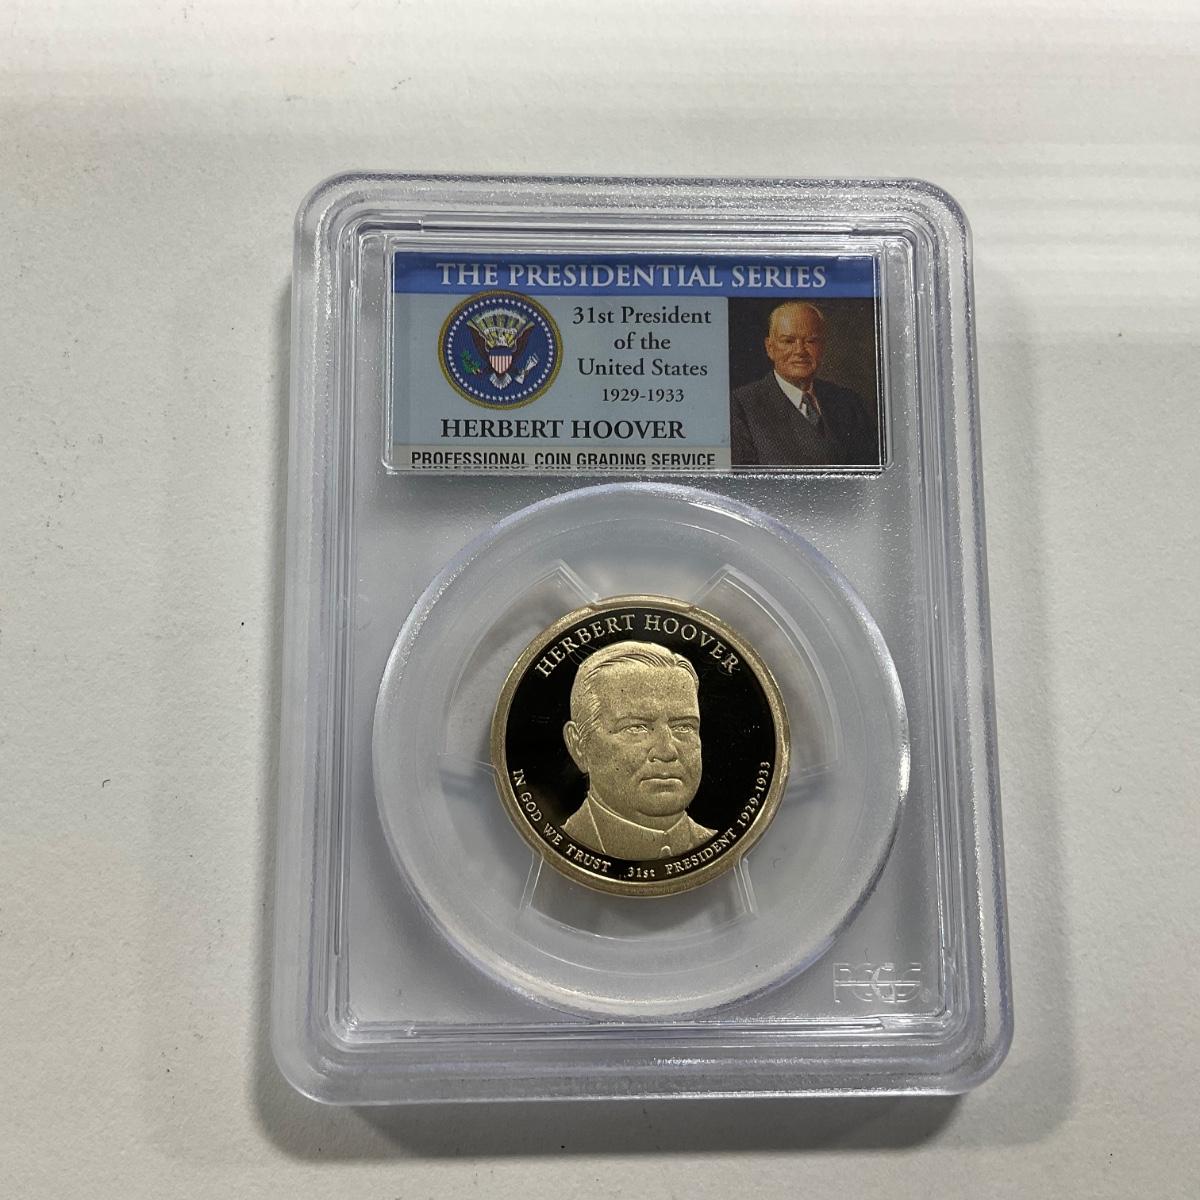 THE PRESIDENTIAL SERIES
31st President
of the
United States
1929-1933
HERBERT HOOVER
PROFESSIONAL COIN GRADING SERVICE
HERBERT HOOVER
IN GOD WE TRUST 31st PRESIDENT 1929-1933
PCGS®